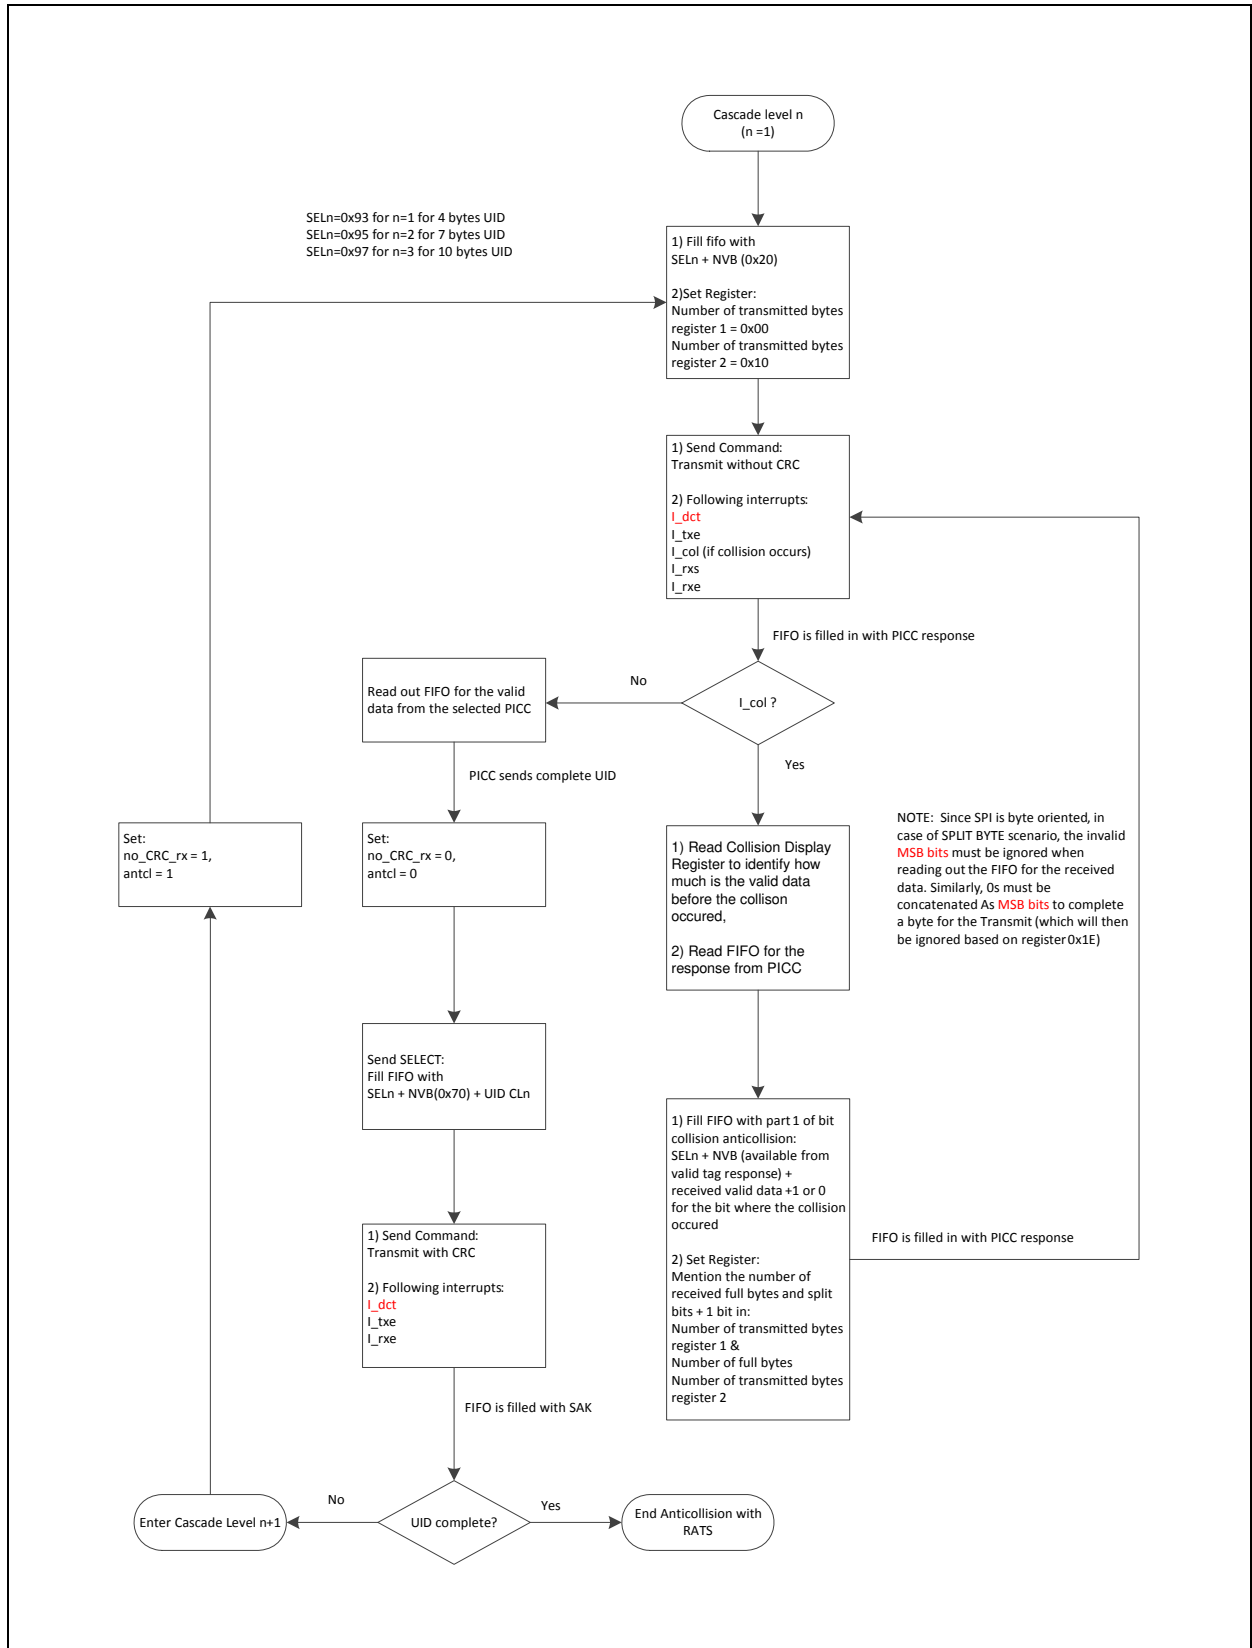 Cascade level n
(n =1)
SELn=0x93 for n=1 for 4 bytes UID
SELn=0x95 for n=2 for 7 bytes UID
SELn=0x97 for n=3 for 10 bytes UID
1) Fill fifo with
SELn + NVB (0x20)
2)Set Register:
Number of transmitted bytes
register 1 = 0x00
Number of transmitted bytes
register 2 = 0x10
1) Send Command:
Transmit without CRC
2) Following interrupts:
I_dct
I_txe
I_col (if collision occurs)
I_rxs
I_rxe
FIFO is filled in with PICC response
I_col ?
No
Yes
Read out FIFO for the valid
data from the selected PICC
PICC sends complete UID
Set:
no_CRC_rx = 1,
antcl = 1
Set:
no_CRC_rx = 0,
antcl = 0
1) Read Collision Display
Register to identify how
much is the valid data
before the collison
occured,
2) Read FIFO for the
response from PICC
NOTE:  Since SPI is byte oriented, in
case of SPLIT BYTE scenario, the invalid
MSB bits must be ignored when
reading out the FIFO for the received
data. Similarly, 0s must be
concatenated As MSB bits to complete
a byte for the Transmit (which will then
be ignored based on register 0x1E)
Send SELECT:
Fill FIFO with
SELn + NVB(0x70) + UID CLn
1) Fill FIFO with part 1 of bit
collision anticollision:
SELn + NVB (available from
valid tag response) +
received valid data +1 or 0
for the bit where the collision
occured
2) Set Register:
Mention the number of
received full bytes and split
bits + 1 bit in:
Number of transmitted bytes
register 1 &
Number of full bytes
Number of transmitted bytes
register 2
FIFO is filled in with PICC response
1) Send Command:
Transmit with CRC
2) Following interrupts:
I_dct
I_txe
I_rxe
FIFO is filled with SAK
UID complete?
No
Yes
Enter Cascade Level n+1
End Anticollision with
RATS